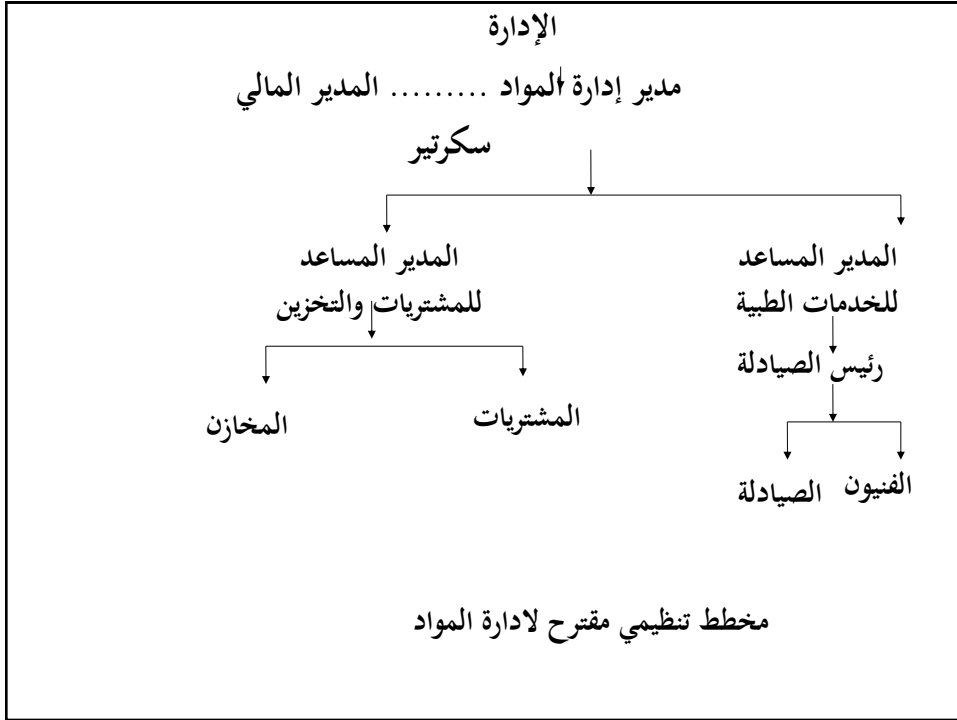 الإدارة
مدير إدارة المواد ......... المدير المالي
سكرتير
المدير المساعد
للخدمات الطبية
المدير المساعد
للمشتريات والتخزين
رئيس الصيادلة
المشتريات
المخازن
الفنيون
الصيادلة
مخطط تنظيمي مقترح لادارة المواد